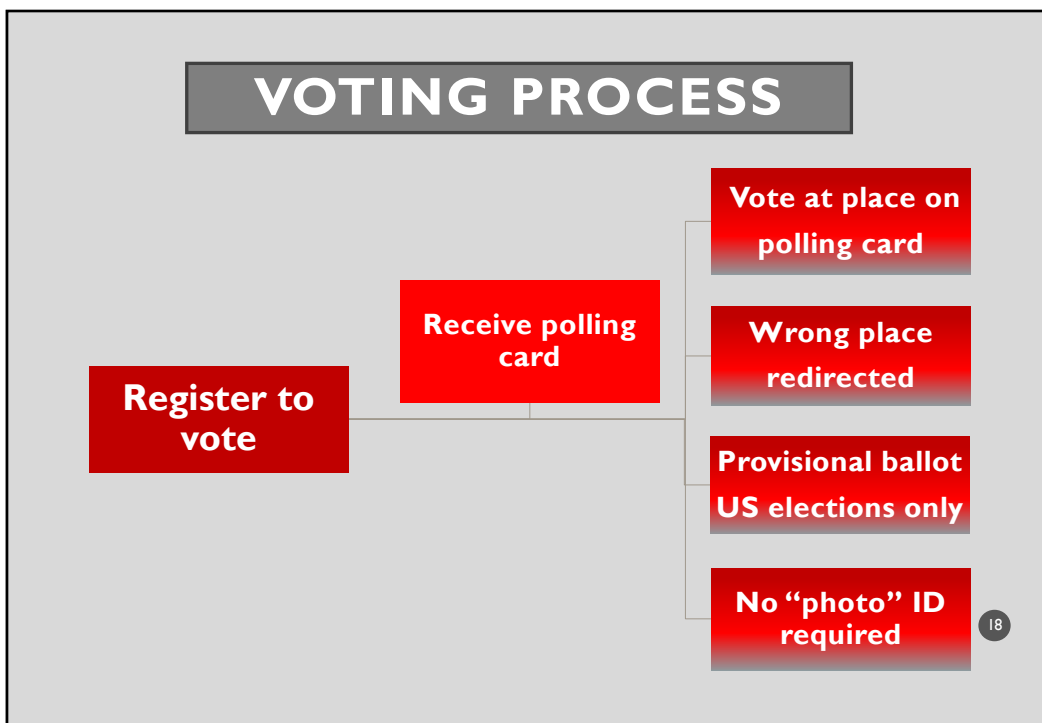 VOTING PROCESS
Register to
vote
Receive polling
card
Vote at place on
polling card
Wrong place
redirected
Provisional ballot
US elections only
No “photo” ID
required
18